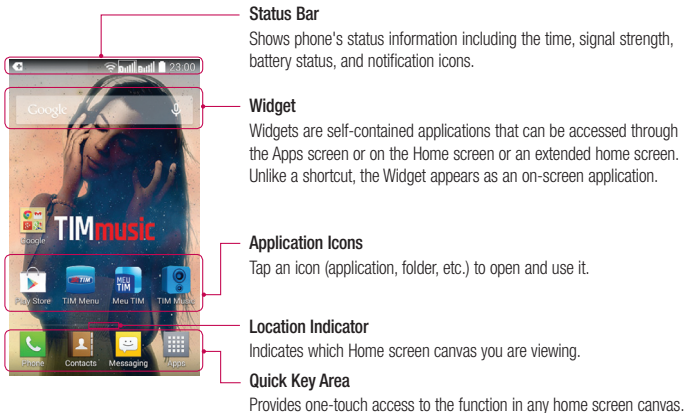 Status Bar
Shows phone's status information including the time, signal strength,
battery status, and notification icons.
23:00
Google
Widget
Widgets are self-contained applications that can be accessed through
the Apps screen or on the Home screen or an extended home screen.
Unlike a shortcut, the Widget appears as an on-screen application.
TIMmusic
Google
Application Icons
Tap an icon (application, folder, etc.) to open and use it.
TIM
MEU
TIM
Play Store TIM Menu Meu TIM TIM Music
Location Indicator
Indicates which Home screen canvas you are viewing.
Phone Contacts Messaging Apps
Quick Key Area
Provides one-touch access to the function in any home screen canvas.